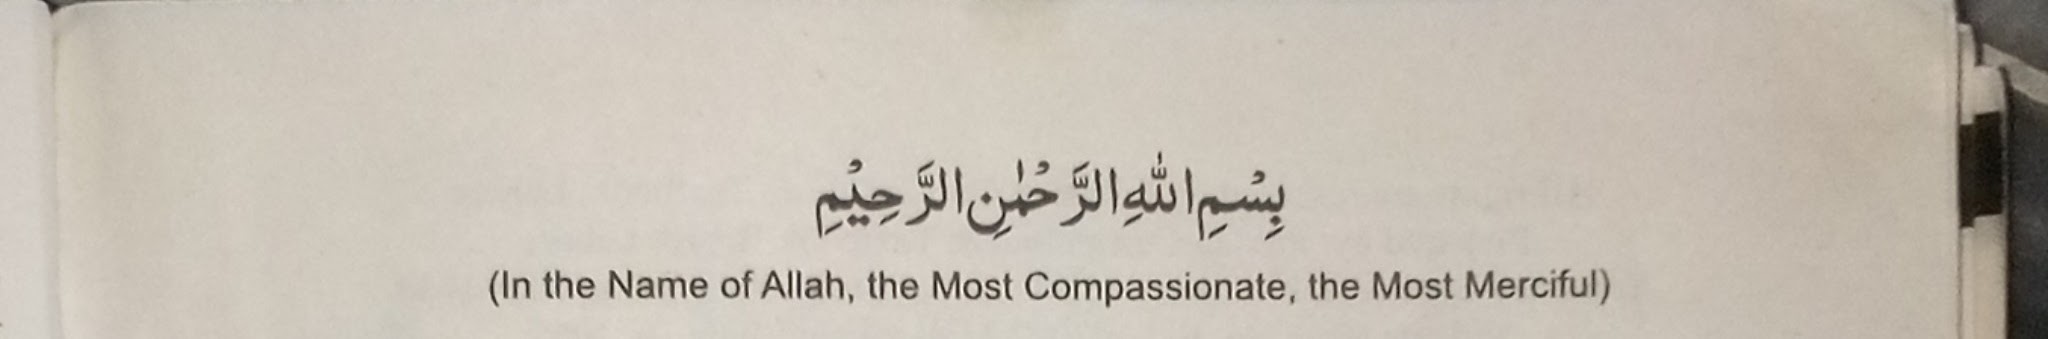 بِسْمِ اللّٰهِ الرَّحْمٰنِ الرَّحِيْمِ
(In the Name of Allah, the Most Compassionate, the Most Merciful)